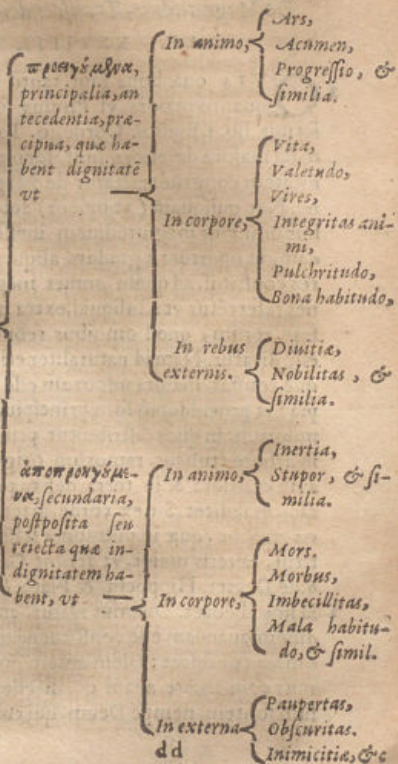 προηγύμενα,
principalia, an
tecedentia, præ-
cipua, quæ ha-
bent dignitatē
vt
In animo,
Ars,
Acumen,
Progressio, &
similia.
In corpore,
Vita,
Valetudo,
Vires,
Integritas ani-
mi,
Pulchritudo,
Bona habitudo,
In rebus
externis.
Diuitiæ,
Nobilitas, &
similia.
ἀποπροηγύμε-
να, secundaria,
postposita seu
reiecta quæ in-
dignitatem ha-
bent, vt
In animo,
Inertia,
Stupor, & si-
milia.
In corpore,
Mors.
Morbus,
Imbecillitas,
Mala habitu-
do, & simil.
In externa
Paupertas,
Obscuritas.
Inimicitiæ, &c
dd